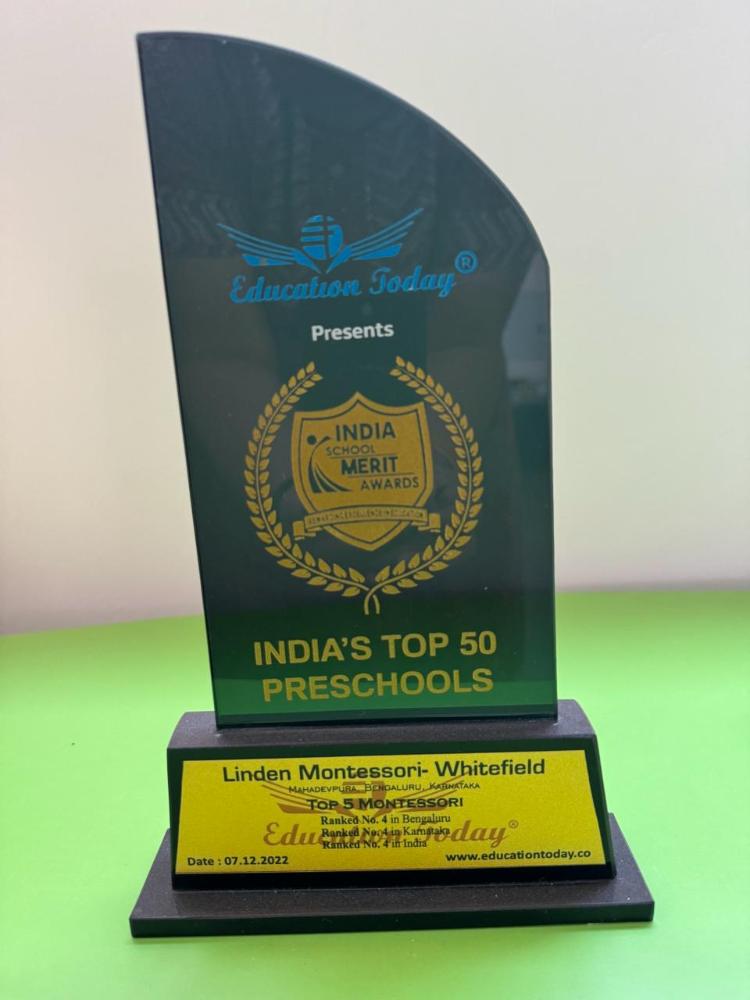 Education Today®
Presents
INDIA
SCHOOL
MERIT
AWARDS
INDIA'S TOP 50
PRESCHOOLS
Linden Montessori- Whitefield
MAHADEVPURA, BENGALURU, KARNATAKA
TOP 5 MONTESSORI
Ranked No. 4 in Bengaluru
Ranked No. 4 in Karnataka
Ranked No. 4 in India
Education Today®
Date : 07.12.2022
www.educationtoday.co